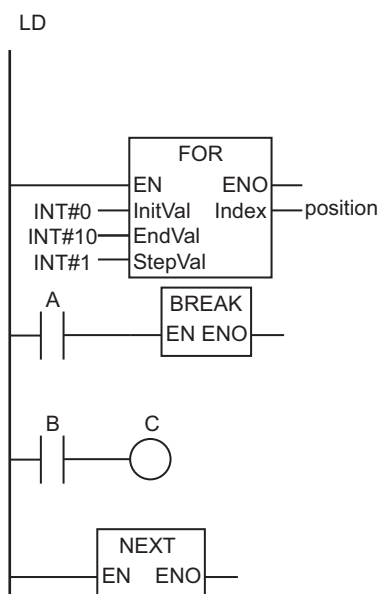 LD
FOR
EN ENO
INT#0 InitVal Index position
INT#10 EndVal
INT#1 StepVal
A
BREAK
EN ENO
B C
NEXT
EN ENO